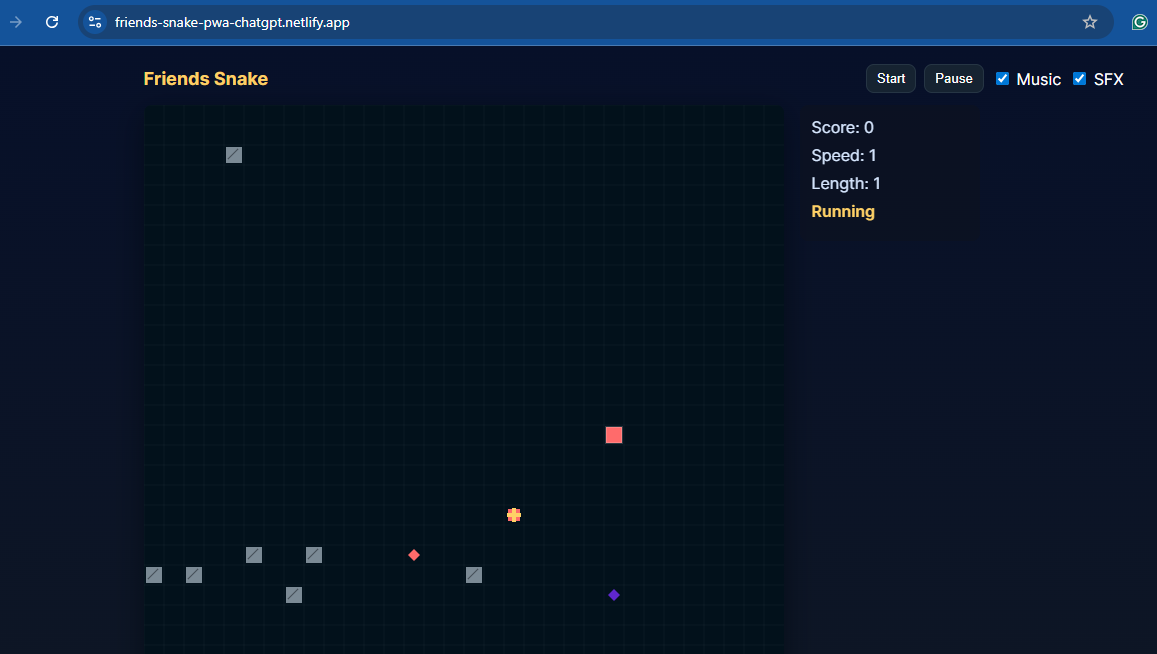 friends-snake-pwa-chatgpt.netlify.app
Friends Snake
Start
Pause
Music
SFX
Score: 0
Speed: 1
Length: 1
Running